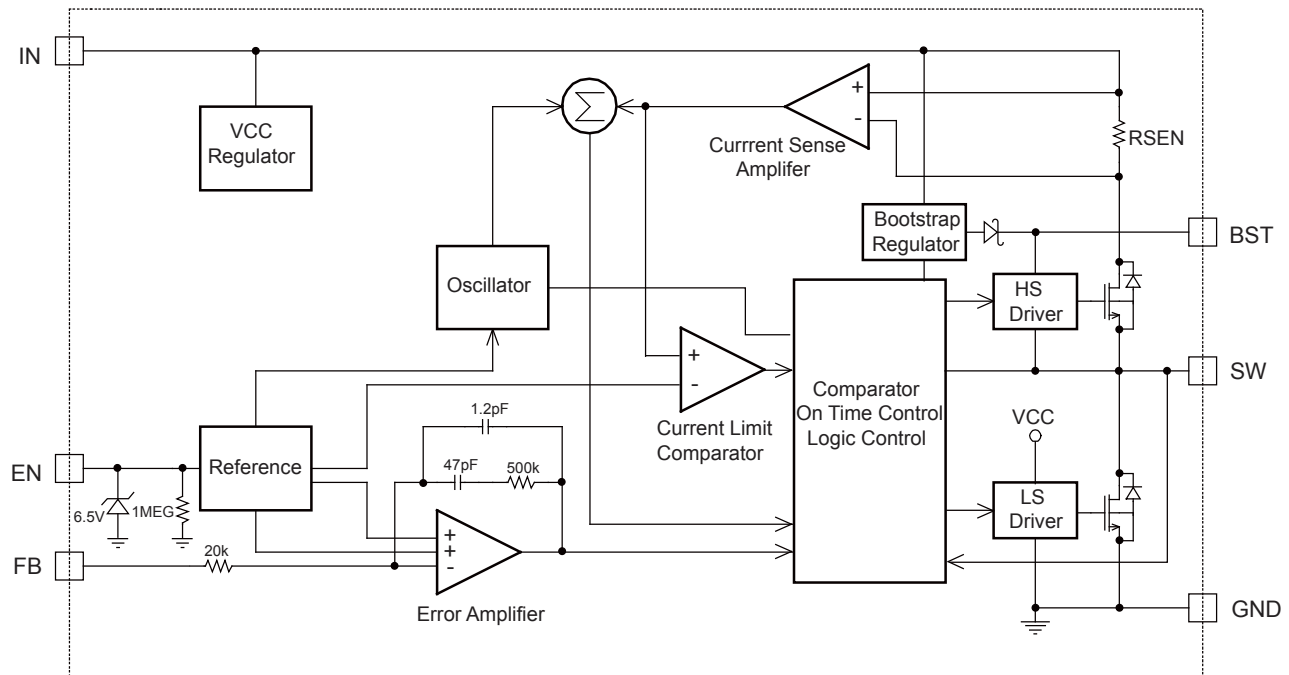 IN
VCC
Regulator
Σ
+
-
Currrent Sense
Amplifer
RSEN
Bootstrap
Regulator
BST
Oscillator
HS
Driver
+
-
Current Limit
Comparator
Comparator
On Time Control
Logic Control
SW
VCC
1.2pF
47pF
500k
EN
Reference
6.5V
1MEG
LS
Driver
FB
20k
+
+
-
Error Amplifier
GND